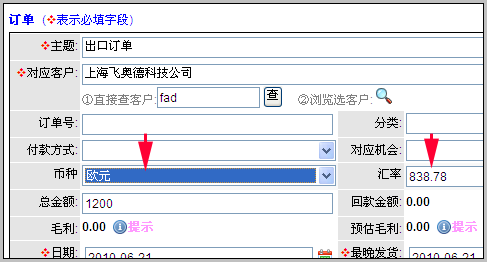 订单 (❖表示必填字段)
❖主题: 出口订单
❖对应客户: 上海飞奥德科技公司
①直接查客户: fad 查 ②浏览选客户:
订单号: 分类:
付款方式: 对应机会:
币种 欧元 汇率 838.78
总金额: 1200 回款金额: 0.00
毛利: 0.00 提示 预估毛利: 0.00 提示
❖日期: 2010-06-21 ❖最晚发货: 2010-06-21